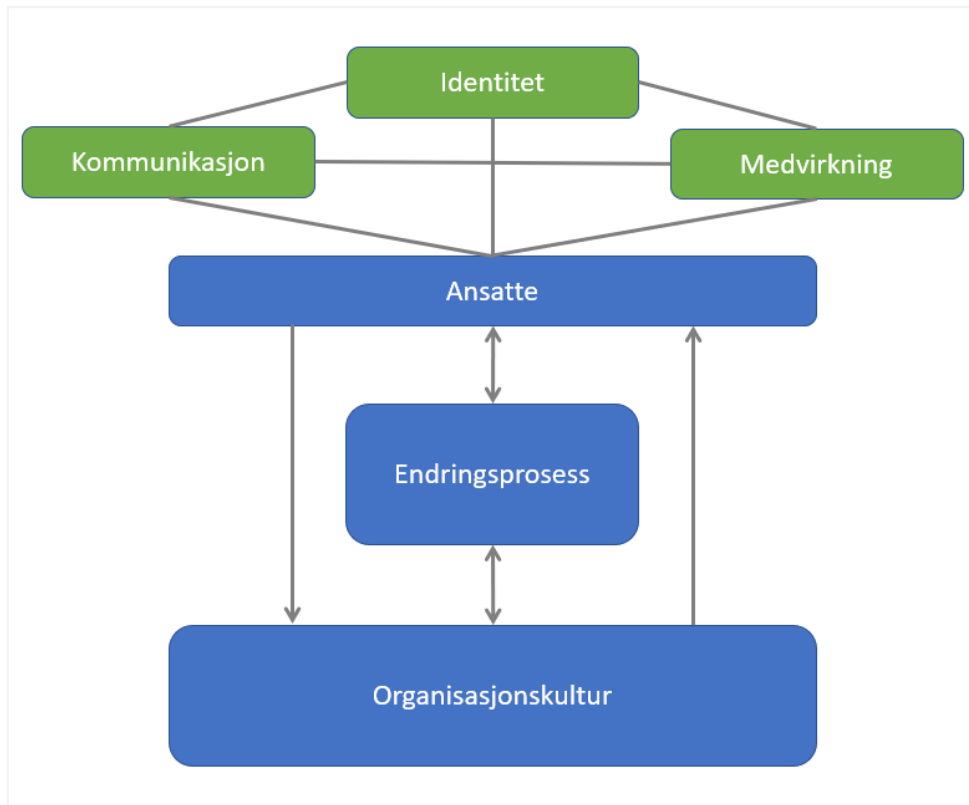 Identitet
Kommunikasjon
Medvirkning
Ansatte
Endringsprosess
Organisasjonskultur